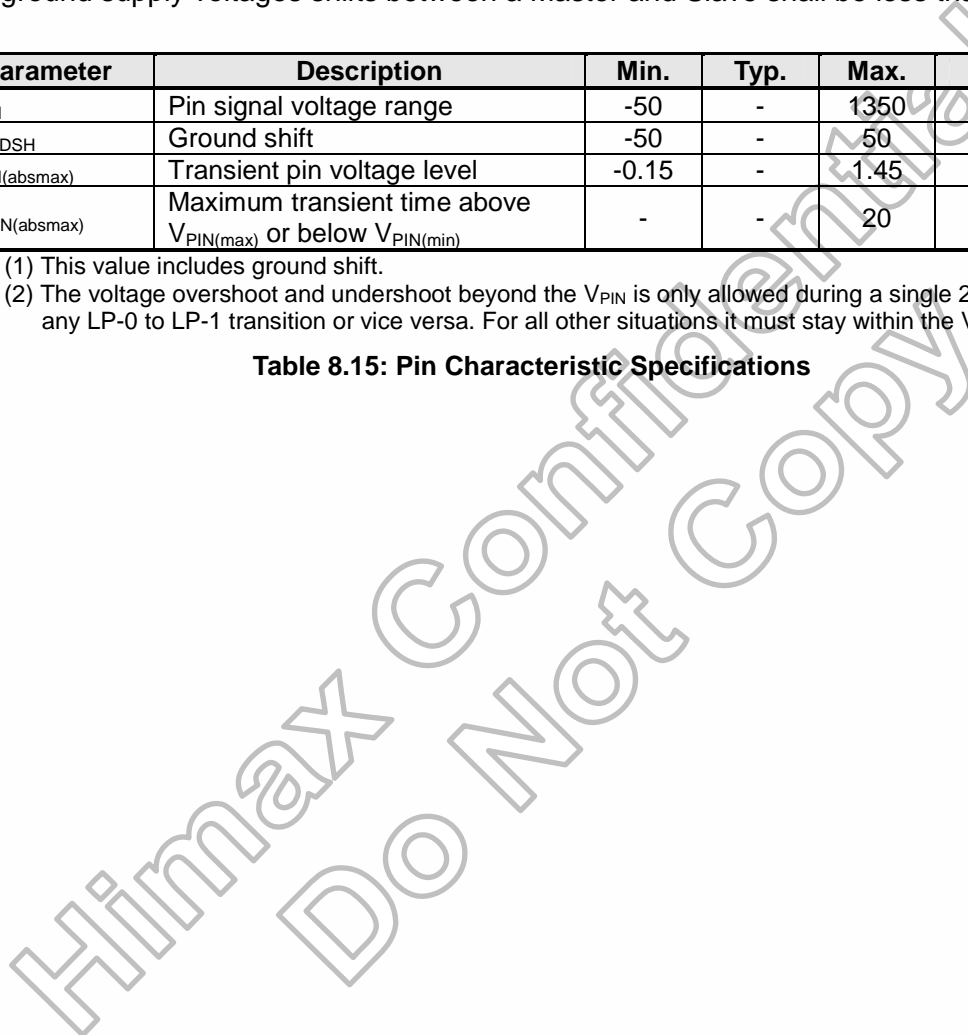 ground supply voltages shifts between a Master and Slave shall be less
Parameter Description Min. Typ. Max.
Pin signal voltage range -50 - 1350
DSH Ground shift -50 - 50
(absmax) Transient pin voltage level -0.15 - 1.45
N(absmax) Maximum transient time above
VPIN(max) or below VPIN(min) - - 20
(1) This value includes ground shift.
(2) The voltage overshoot and undershoot beyond the VPIN is only allowed during a single 2
any LP-0 to LP-1 transition or vice versa. For all other situations it must stay within the V
Table 8.15: Pin Characteristic Specifications
Himax Confidential
Do Not Copy